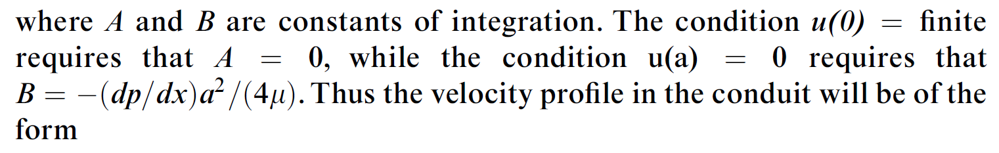 where A and B are constants of integration. The condition u(0) = finite
requires that A = 0, while the condition u(a) = 0 requires that
B = −(dp/dx)a²/(4μ). Thus the velocity profile in the conduit will be of the
form